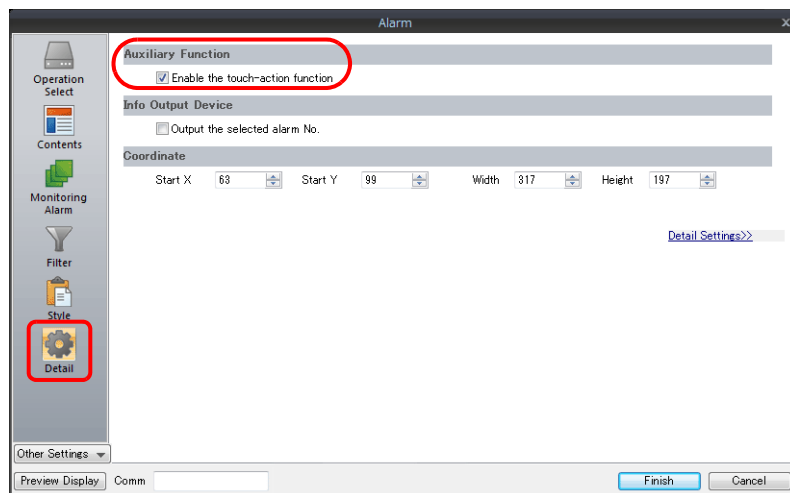 Alarm
x
Operation
Select
Contents
Monitoring
Alarm
Filter
Style
Detail
Other Settings
Auxiliary Function
Enable the touch-action function
Info Output Device
Output the selected alarm No.
Coordinate
Start X 63 Start Y 99 Width 317 Height 197
Detail Settings>>
Preview Display Comm Finish Cancel